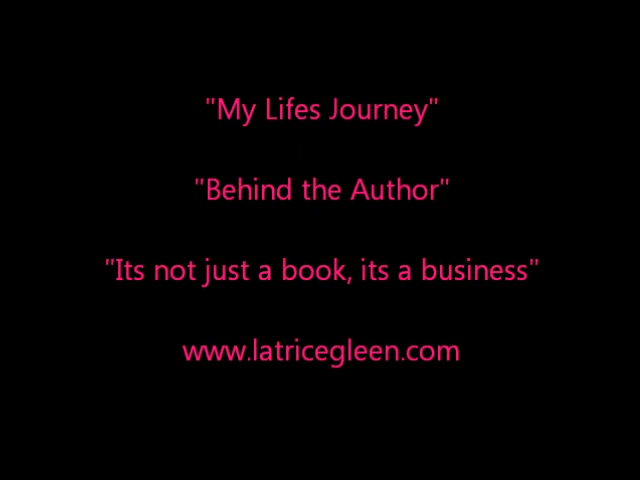 "My Lifes Journey"
"Behind the Author"
"Its not just a book, its a business"
www.latricegleen.com